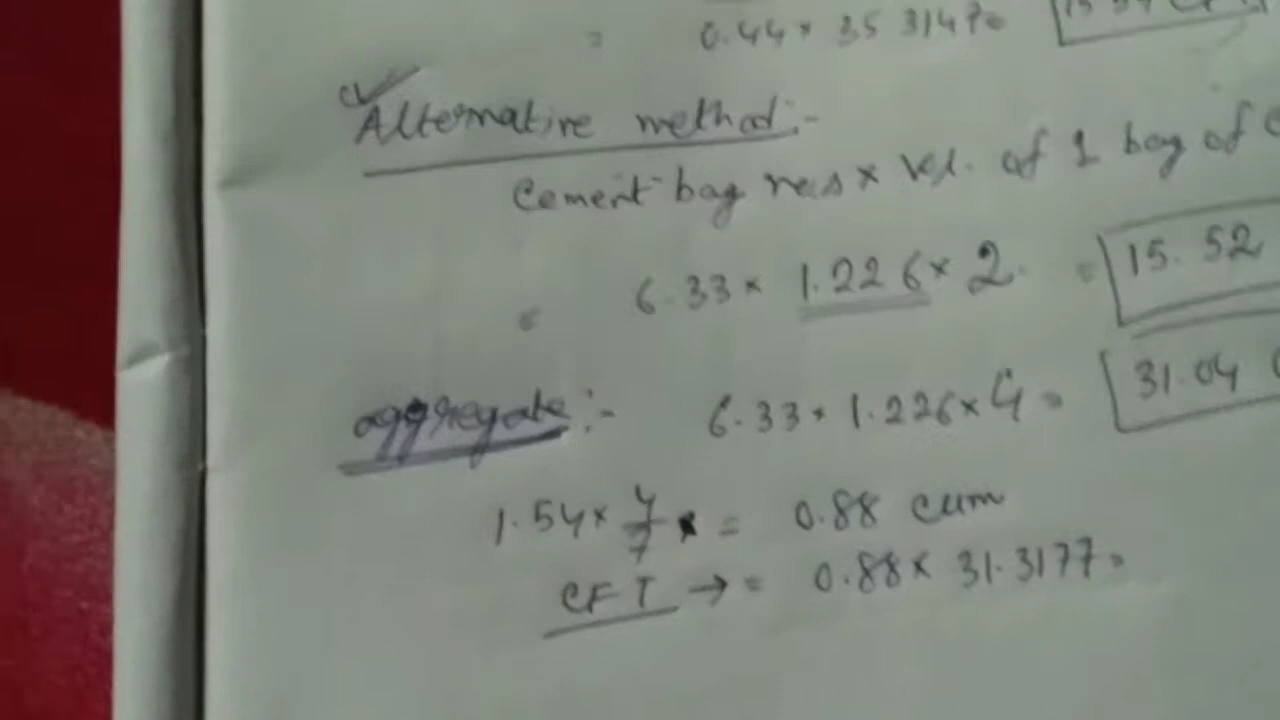 = 0.44 × 35 3147=
Alternative method:-
Cement bag nos × Vol. of 1 bag of
= 6.33 × 1.226 × 2. = 15.52
aggregate:- 6.33 × 1.226 × 4 = 31.04
1.54 × 4/7 × = 0.88 cum
CFT → = 0.88 × 31.3177=